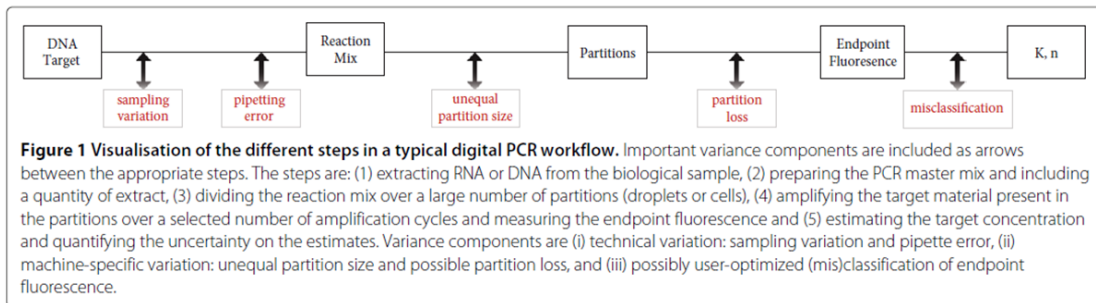 DNA Target
Reaction Mix
Partitions
Endpoint Fluoresence
K, n
sampling variation
pipetting error
unequal partition size
partition loss
misclassification
Figure 1 Visualisation of the different steps in a typical digital PCR workflow. Important variance components are included as arrows
between the appropriate steps. The steps are: (1) extracting RNA or DNA from the biological sample, (2) preparing the PCR master mix and including
a quantity of extract, (3) dividing the reaction mix over a large number of partitions (droplets or cells), (4) amplifying the target material present in
the partitions over a selected number of amplification cycles and measuring the endpoint fluorescence and (5) estimating the target concentration
and quantifying the uncertainty on the estimates. Variance components are (i) technical variation: sampling variation and pipette error, (ii)
machine-specific variation: unequal partition size and possible partition loss, and (iii) possibly user-optimized (mis)classification of endpoint
fluorescence.